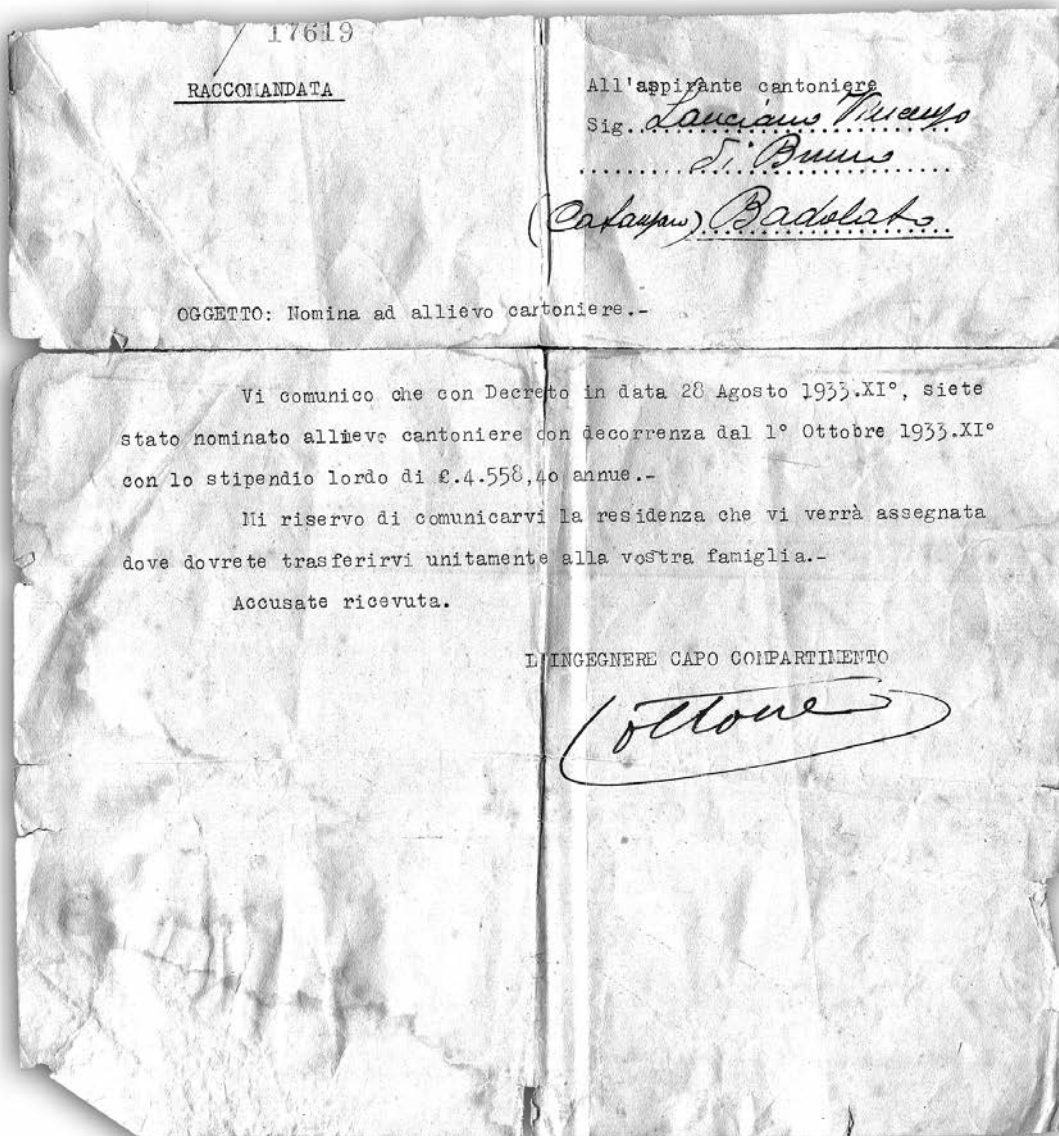 17619
RACCOMANDATA
All'aspirante cantoniere
Sig. Lanciano Vincenzo
di Bruno
(Catanzaro) Badolato
OGGETTO: Nomina ad allievo cantoniere.-
Vi comunico che con Decreto in data 28 Agosto 1933.XI°, siete
stato nominato allievo cantoniere con decorrenza dal 1° Ottobre 1933.XI°
con lo stipendio lordo di £.4.558,40 annue.-
Mi riservo di comunicarvi la residenza che vi verrà assegnata
dove dovrete trasferirvi unitamente alla vostra famiglia.-
Accusate ricevuta.
L'INGEGNERE CAPO COMPARTIMENTO